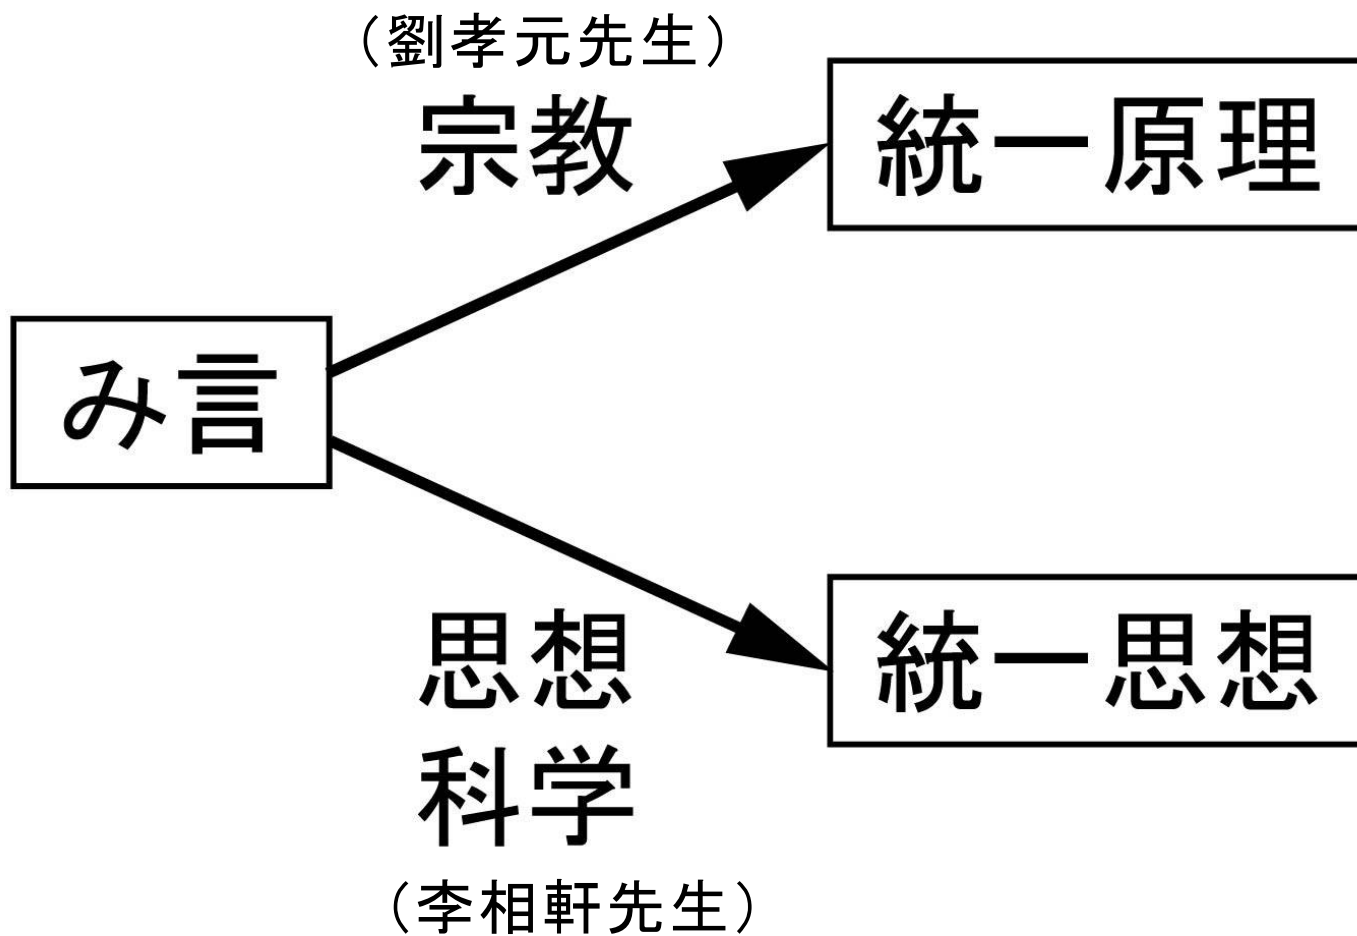 （劉孝元先生）
宗教
統一原理
み言
統一思想
思想
科学
（李相軒先生）